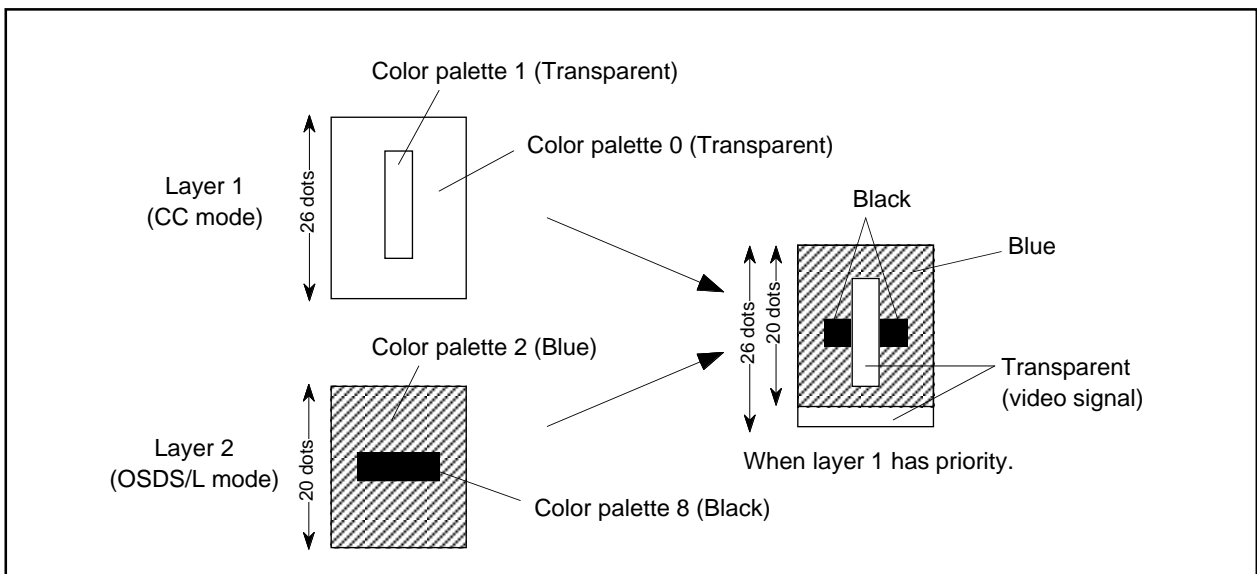 Color palette 1 (Transparent)
Color palette 0 (Transparent)
Layer 1
(CC mode)
26 dots
Color palette 2 (Blue)
Layer 2
(OSDS/L mode)
20 dots
Color palette 8 (Black)
Black
Blue
26 dots
20 dots
Transparent
(video signal)
When layer 1 has priority.